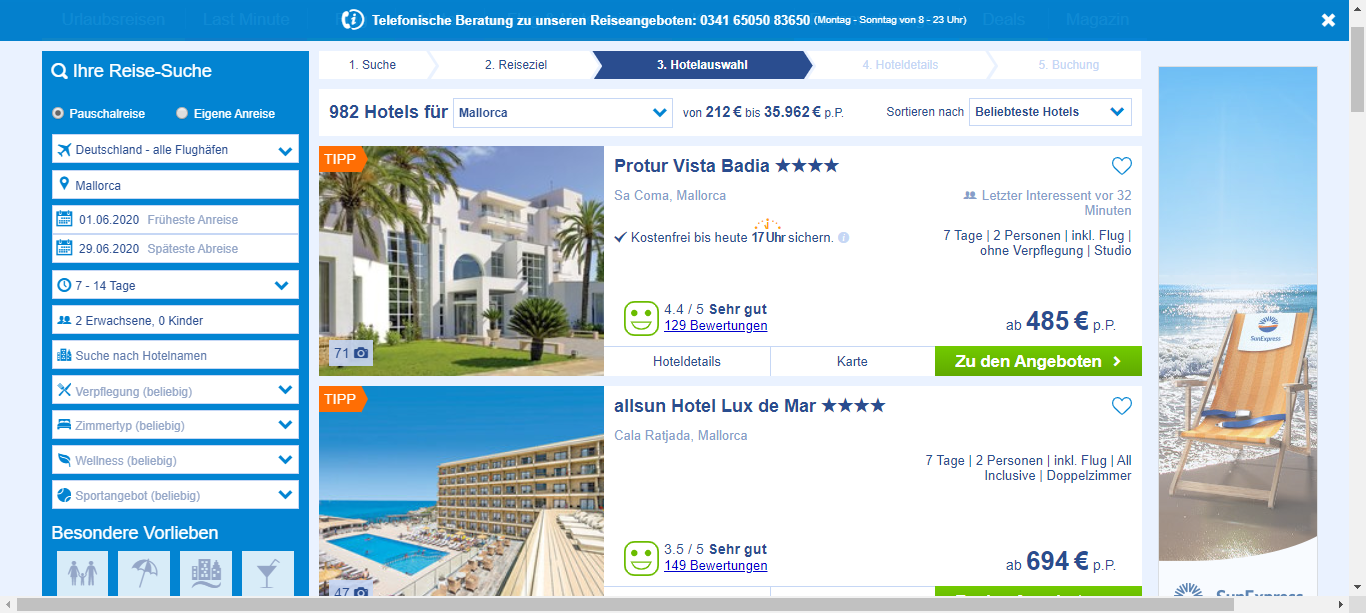 Urlaubsreisen Last Minute Deals Magazin
Telefonische Beratung zu unseren Reiseangeboten: 0341 65050 83650 (Montag - Sonntag von 8 - 23 Uhr)
Ihre Reise-Suche
Pauschalreise Eigene Anreise
Deutschland - alle Flughäfen
Mallorca
01.06.2020 Früheste Anreise
29.06.2020 Späteste Abreise
7 - 14 Tage
2 Erwachsene, 0 Kinder
Suche nach Hotelnamen
Verpflegung (beliebig)
Zimmertyp (beliebig)
Wellness (beliebig)
Sportangebot (beliebig)
Besondere Vorlieben
1. Suche 2. Reiseziel 3. Hotelauswahl 4. Hoteldetails 5. Buchung
982 Hotels für Mallorca von 212 € bis 35.962 € p.P. Sortieren nach Beliebteste Hotels
TIPP
71
Protur Vista Badia ★★★★
Sa Coma, Mallorca
Letzter Interessent vor 32
Minuten
Kostenfrei bis heute 17 Uhr sichern.
7 Tage | 2 Personen | inkl. Flug |
ohne Verpflegung | Studio
4.4 / 5 Sehr gut
129 Bewertungen
ab 485 € p.P.
Hoteldetails Karte Zu den Angeboten
TIPP
47
allsun Hotel Lux de Mar ★★★★
Cala Ratjada, Mallorca
7 Tage | 2 Personen | inkl. Flug | All
Inclusive | Doppelzimmer
3.5 / 5 Sehr gut
149 Bewertungen
ab 694 € p.P.
SunExpress
SunExpress